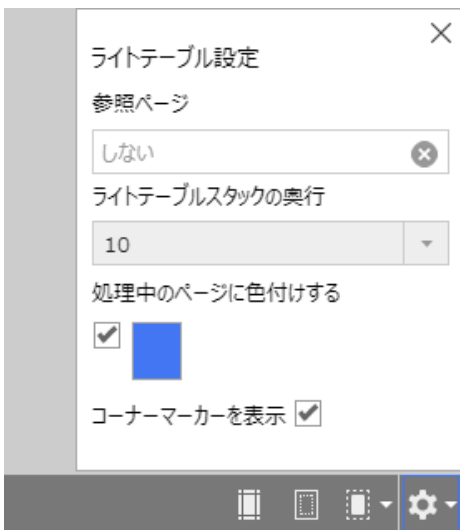 ライトテーブル設定
参照ページ
しない
ライトテーブルスタックの奥行
10
処理中のページに色付けする
コーナーマーカーを表示